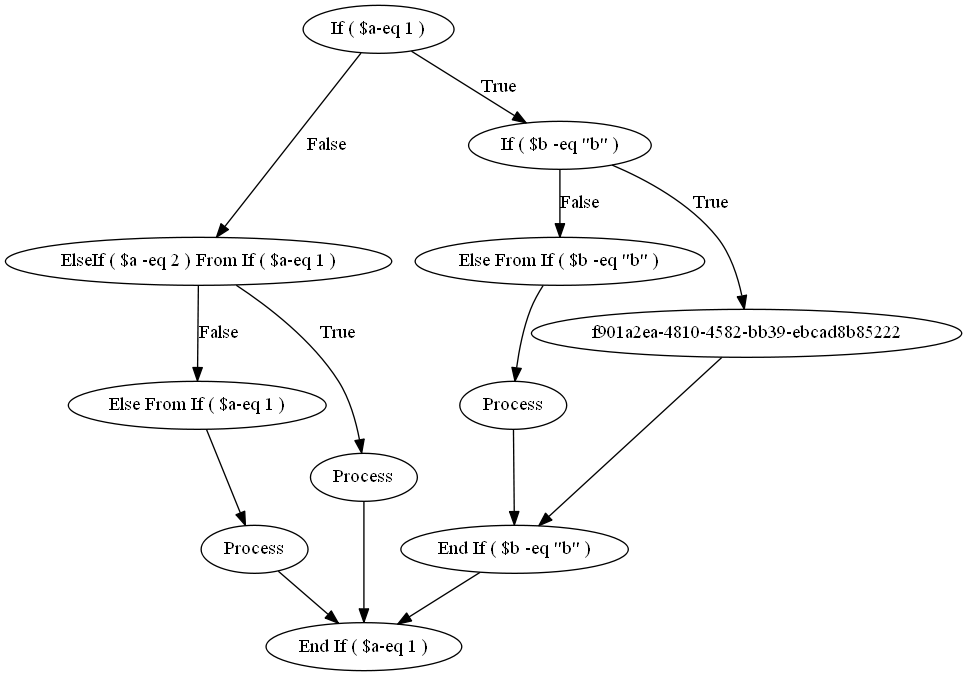 If ( $a-eq 1 )
True
False
If ( $b -eq "b" )
False
True
ElseIf ( $a -eq 2 ) From If ( $a-eq 1 )
Else From If ( $b -eq "b" )
False
True
f901a2ea-4810-4582-bb39-ebcad8b85222
Else From If ( $a-eq 1 )
Process
Process
Process
End If ( $b -eq "b" )
End If ( $a-eq 1 )